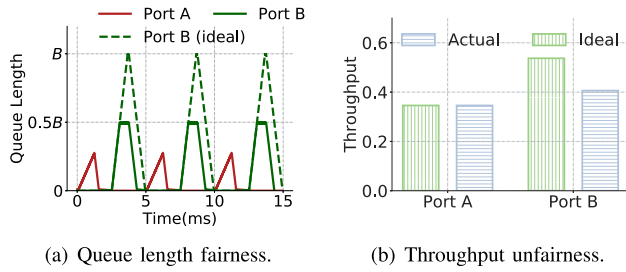 Port A
Port B
Port B (ideal)
Queue Length
B
0.5B
0
0
5
10
15
Time(ms)
(a) Queue length fairness.
Actual
Ideal
Throughput
0.6
0.4
0.2
0.0
Port A
Port B
(b) Throughput unfairness.